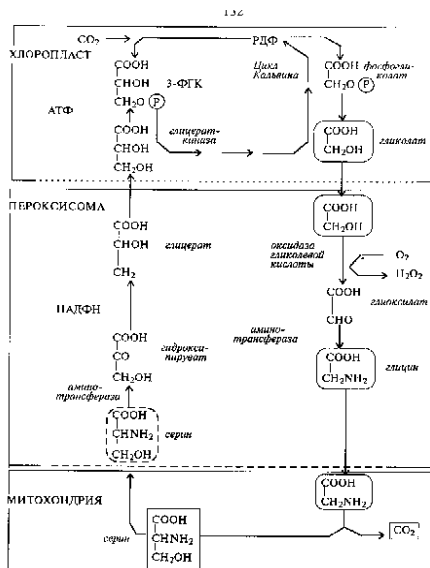 132
CO₂
РДФ
ХЛОРОПЛАСТ
COOH
CHOH
CH₂O P
3-ФГК
Цикл
Кальвина
COOH
CH₂O P
фосфогли-
колат
АТФ
COOH
CHOH
CH₂OH
глицерат-
киназа
COOH
CH₂OH
гликолат
ПЕРОКСИСОМА
COOH
CH₂OH
COOH
CHOH
CH₂
глицерат
оксидаза
гликолевой
кислоты
O₂
H₂O₂
COOH
CHO
глиоксилат
НАДФН
COOH
CO
CH₂OH
гидрокси-
пируват
амино-
трансфераза
COOH
CH₂NH₂
глицин
амино-
трансфераза
COOH
CHNH₂
CH₂OH
серин
МИТОХОНДРИЯ
COOH
CH₂NH₂
серин
COOH
CHNH₂
CH₂OH
CO₂